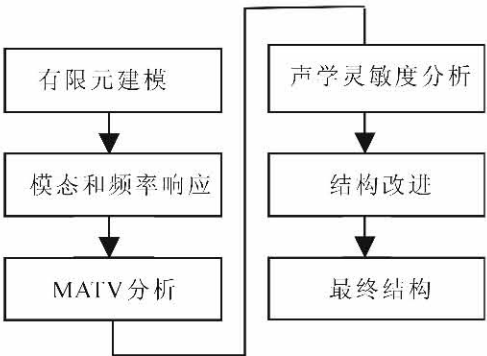 有限元建模
模态和频率响应
MATV分析
声学灵敏度分析
结构改进
最终结构